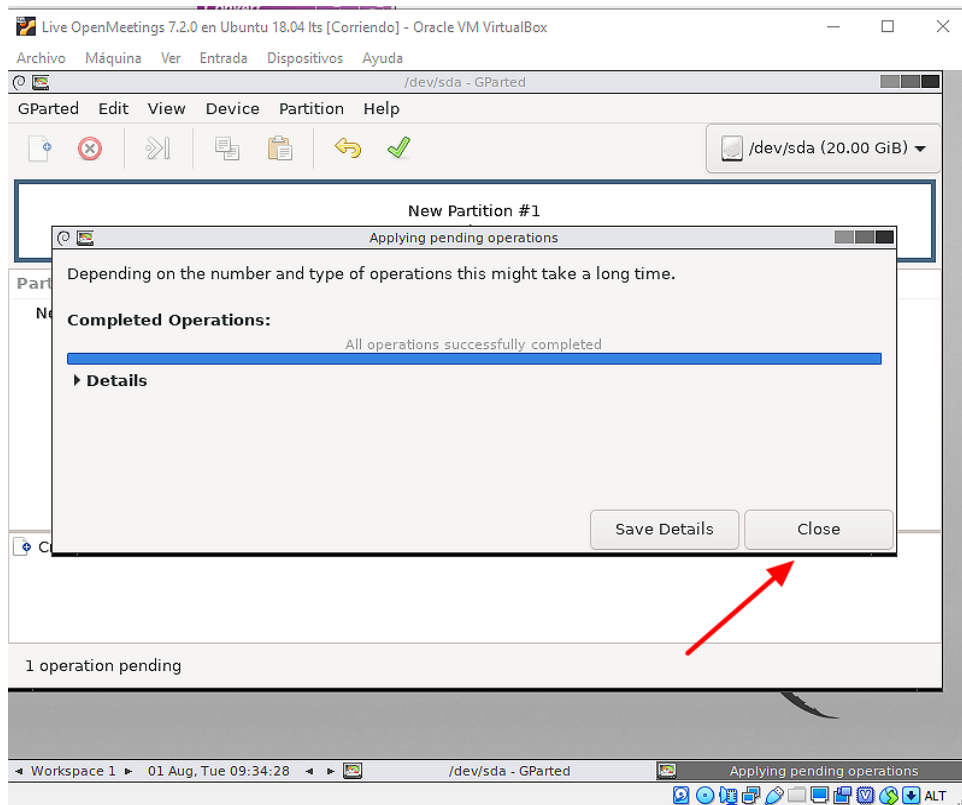 Live OpenMeetings 7.2.0 en Ubuntu 18.04 lts [Corriendo] - Oracle VM VirtualBox
Archivo Máquina Ver Entrada Dispositivos Ayuda
/dev/sda - GParted
GParted Edit View Device Partition Help
/dev/sda (20.00 GiB)
New Partition #1
Applying pending operations
Depending on the number and type of operations this might take a long time.
Part
Ne
Completed Operations:
All operations successfully completed
Details
Save Details Close
1 operation pending
Workspace 1 01 Aug, Tue 09:34:28 /dev/sda - GParted Applying pending operations
ALT